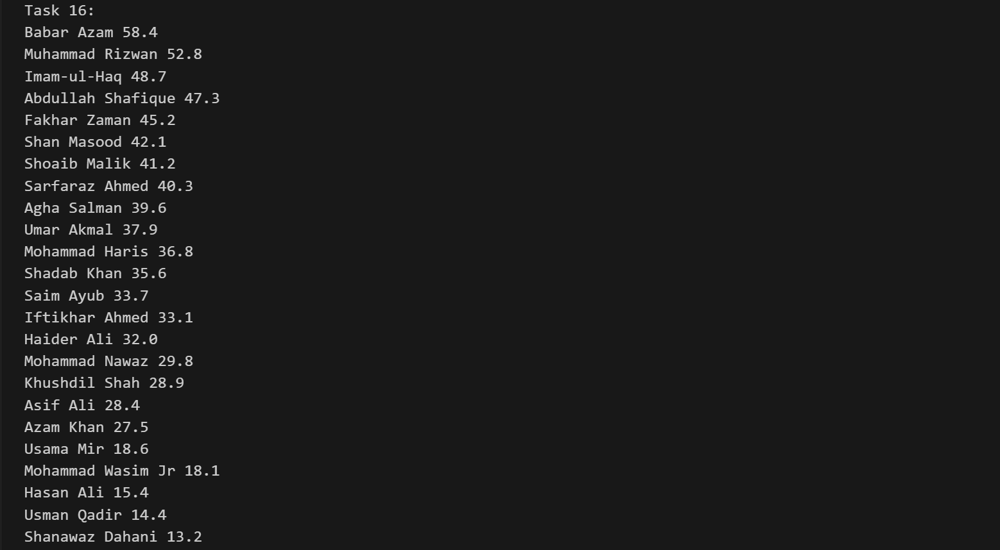 Task 16:
Babar Azam 58.4
Muhammad Rizwan 52.8
Imam-ul-Haq 48.7
Abdullah Shafique 47.3
Fakhar Zaman 45.2
Shan Masood 42.1
Shoaib Malik 41.2
Sarfaraz Ahmed 40.3
Agha Salman 39.6
Umar Akmal 37.9
Mohammad Haris 36.8
Shadab Khan 35.6
Saim Ayub 33.7
Iftikhar Ahmed 33.1
Haider Ali 32.0
Mohammad Nawaz 29.8
Khushdil Shah 28.9
Asif Ali 28.4
Azam Khan 27.5
Usama Mir 18.6
Mohammad Wasim Jr 18.1
Hasan Ali 15.4
Usman Qadir 14.4
Shanawaz Dahani 13.2